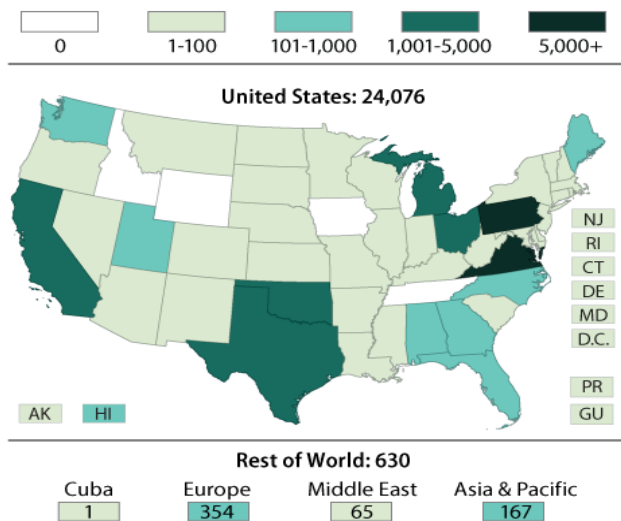 0 1-100 101-1,000 1,001-5,000 5,000+
United States: 24,076
NJ
RI
CT
DE
MD
D.C.
PR
AK HI GU
Rest of World: 630
Cuba Europe Middle East Asia & Pacific
1 354 65 167